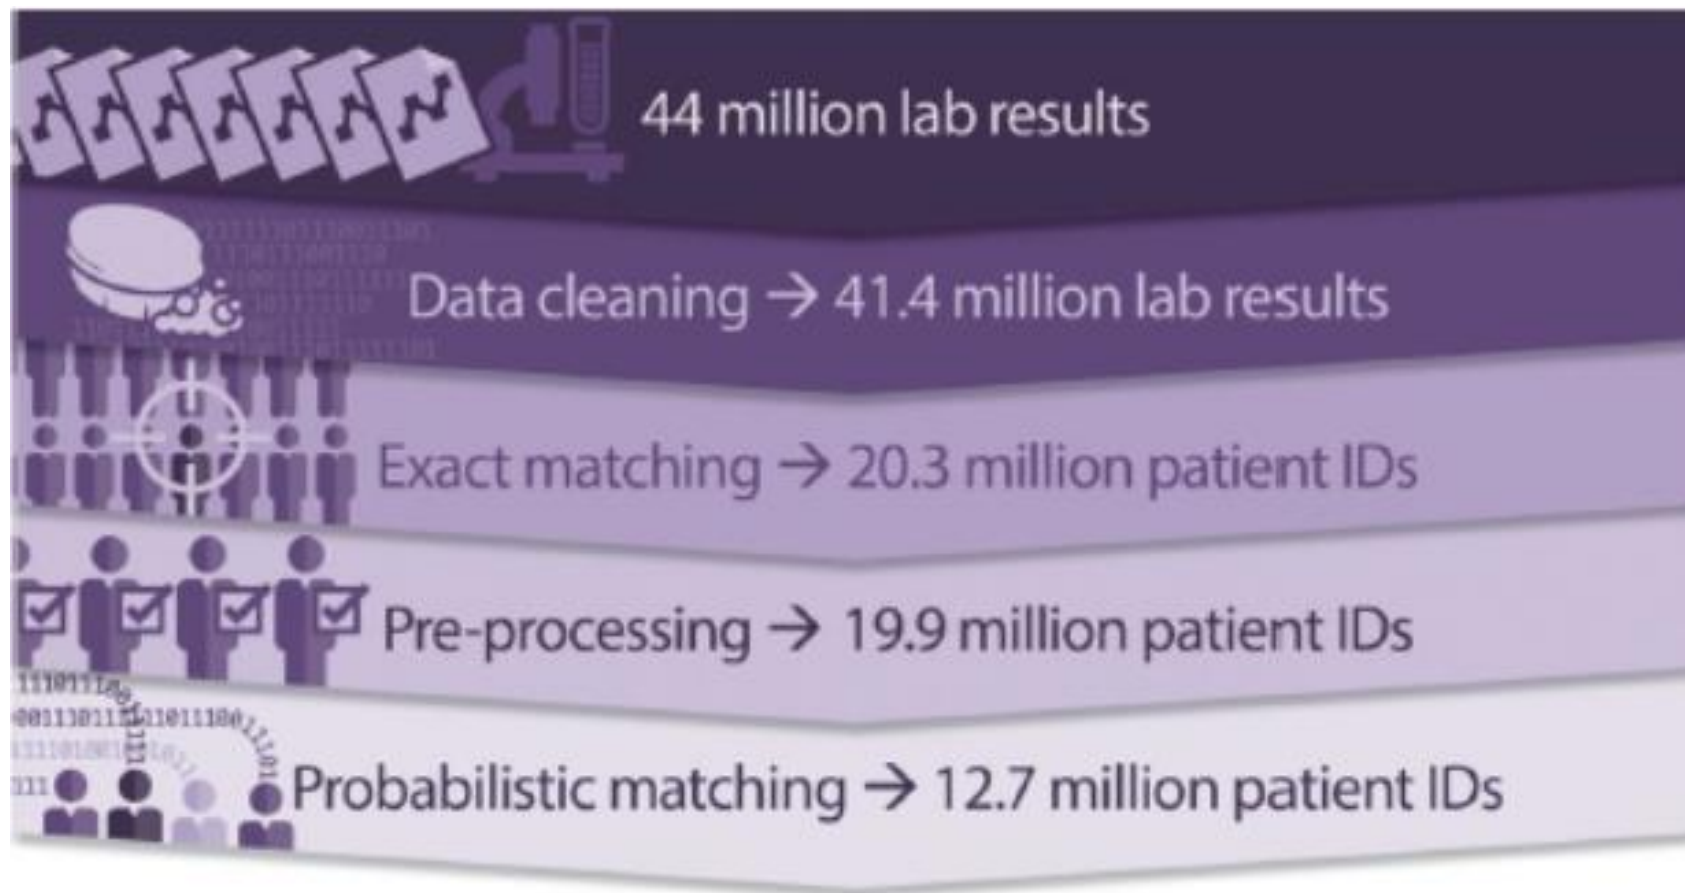 44 million lab results
Data cleaning → 41.4 million lab results
Exact matching → 20.3 million patient IDs
Pre-processing → 19.9 million patient IDs
Probabilistic matching → 12.7 million patient IDs